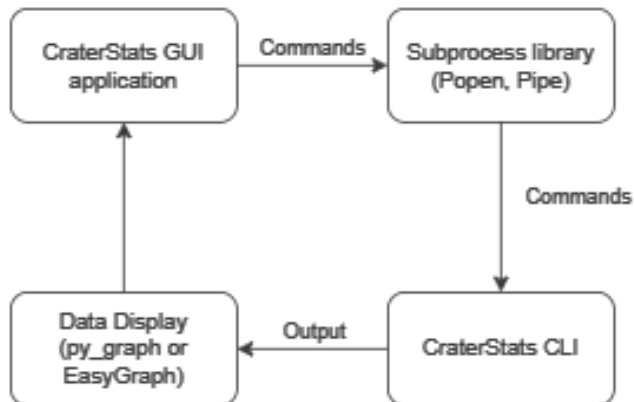 CraterStats GUI
application
Commands
Subprocess library
(Popen, Pipe)
Commands
Data Display
(py_graph or
EasyGraph)
Output
CraterStats CLI